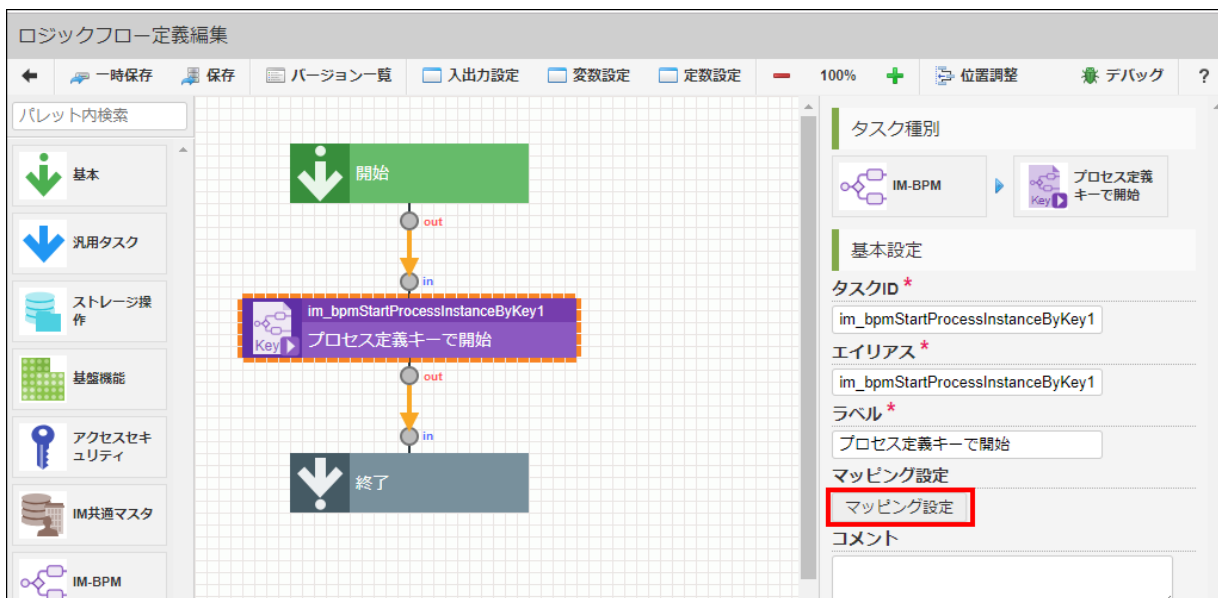 ロジックフロー定義編集
一時保存 保存 バージョン一覧 入出力設定 変数設定 定数設定 100% 位置調整 デバッグ ?
パレット内検索
基本
汎用タスク
ストレージ操
作
基盤機能
アクセスセキ
ュリティ
IM共通マスタ
IM-BPM
開始
out
in
im_bpmStartProcessInstanceByKey1
Key
プロセス定義キーで開始
out
in
終了
タスク種別
IM-BPM
Key
プロセス定義
キーで開始
基本設定
タスクID *
im_bpmStartProcessInstanceByKey1
エイリアス *
im_bpmStartProcessInstanceByKey1
ラベル *
プロセス定義キーで開始
マッピング設定
マッピング設定
コメント